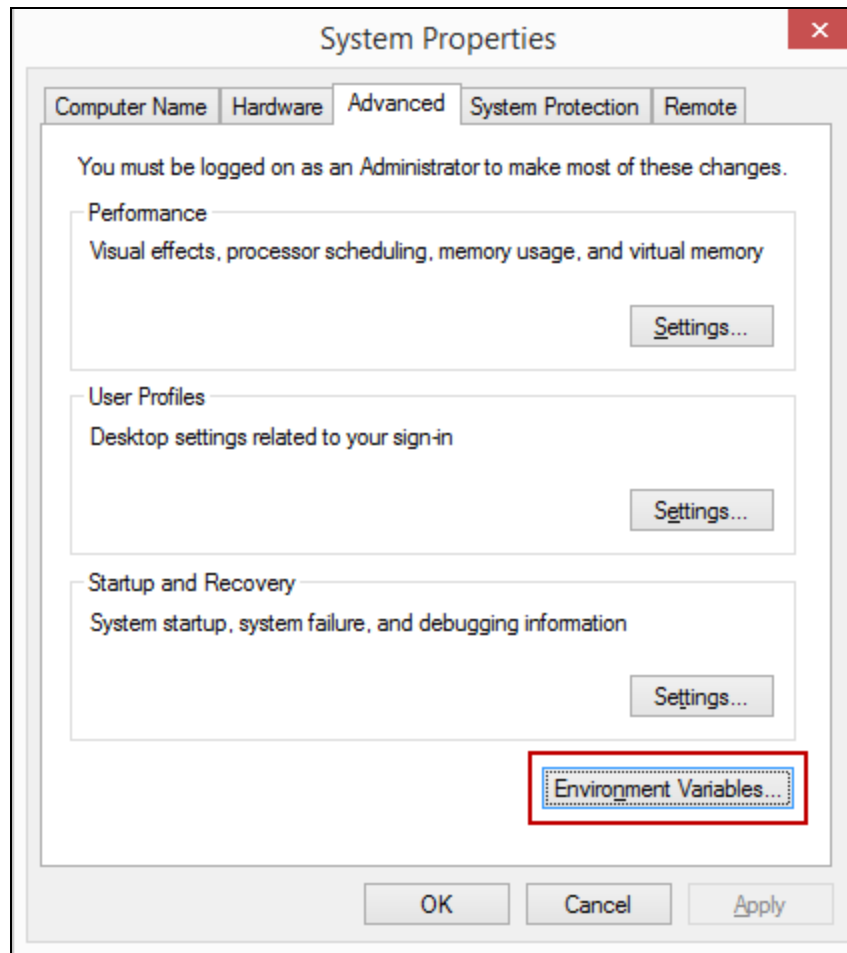 System Properties
Computer Name Hardware Advanced System Protection Remote
You must be logged on as an Administrator to make most of these changes.
Performance
Visual effects, processor scheduling, memory usage, and virtual memory
Settings...
User Profiles
Desktop settings related to your sign-in
Settings...
Startup and Recovery
System startup, system failure, and debugging information
Settings...
Environment Variables...
OK Cancel Apply